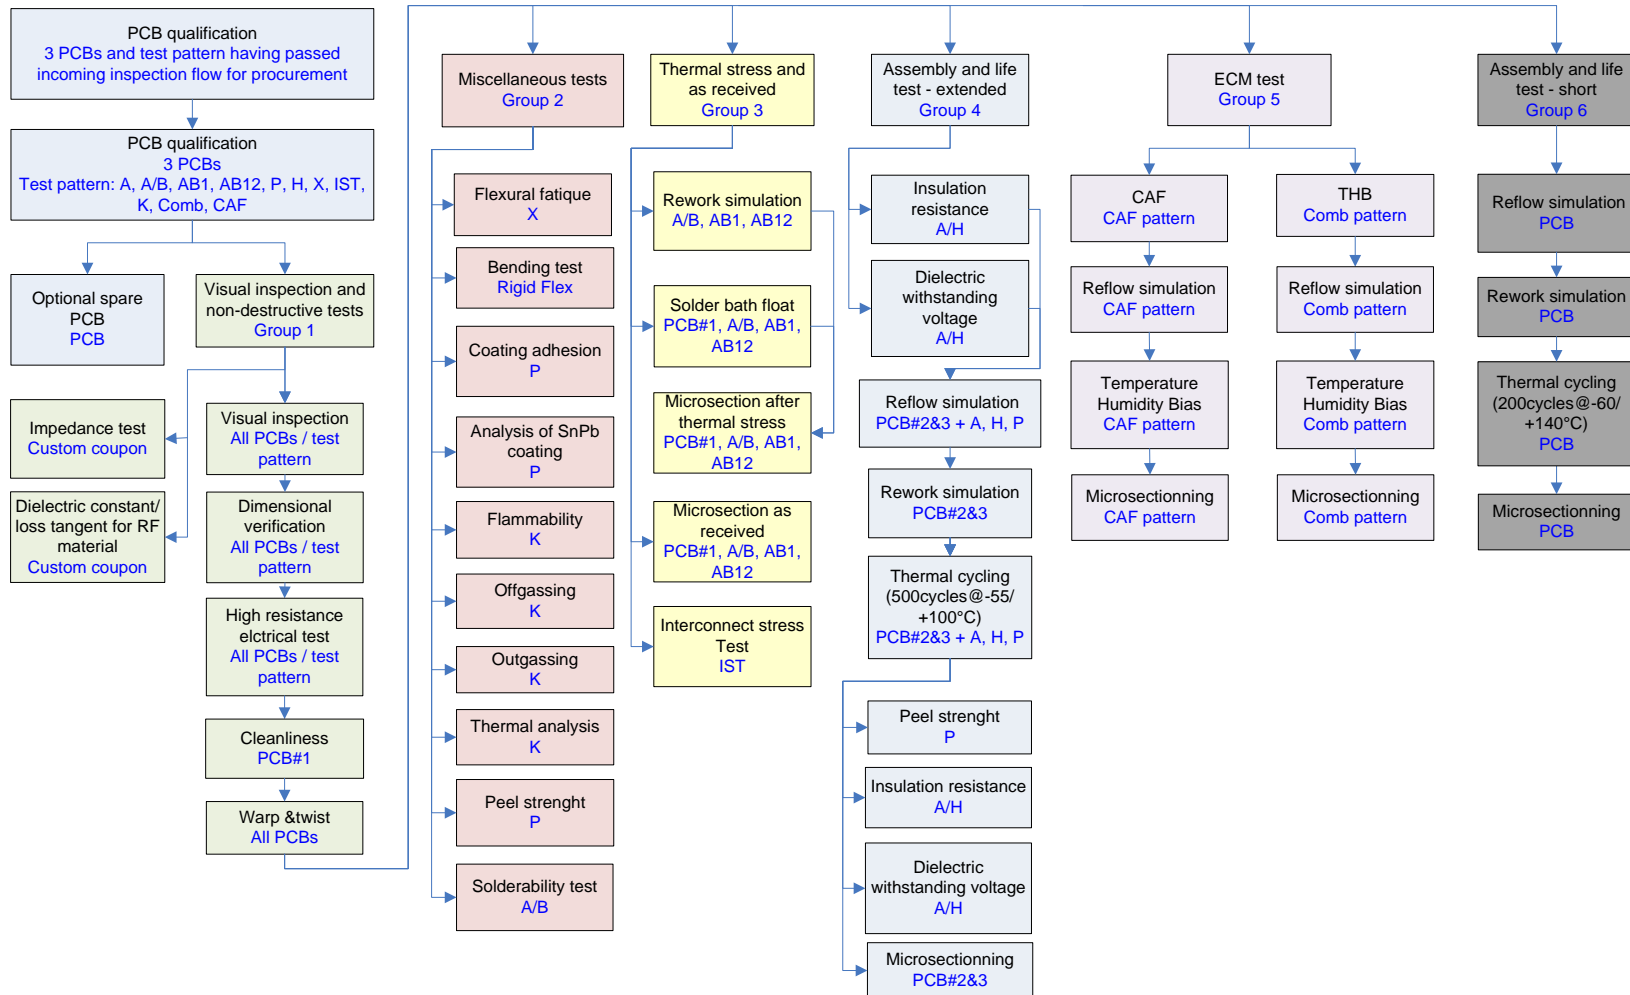 PCB qualification
3 PCBs and test pattern having passed
incoming inspection flow for procurement
PCB qualification
3 PCBs
Test pattern: A, A/B, AB1, AB12, P, H, X, IST,
K, Comb, CAF
Optional spare
PCB
PCB
Visual inspection and
non-destructive tests
Group 1
Impedance test
Custom coupon
Dielectric constant/
loss tangent for RF
material
Custom coupon
Visual inspection
All PCBs / test
pattern
Dimensional
verification
All PCBs / test
pattern
High resistance
elctrical test
All PCBs / test
pattern
Cleanliness
PCB#1
Warp &twist
All PCBs
Miscellaneous tests
Group 2
Flexural fatique
X
Bending test
Rigid Flex
Coating adhesion
P
Analysis of SnPb
coating
P
Flammability
K
Offgassing
K
Outgassing
K
Thermal analysis
K
Peel strenght
P
Solderability test
A/B
Thermal stress and
as received
Group 3
Rework simulation
A/B, AB1, AB12
Solder bath float
PCB#1, A/B, AB1,
AB12
Microsection after
thermal stress
PCB#1, A/B, AB1,
AB12
Microsection as
received
PCB#1, A/B, AB1,
AB12
Interconnect stress
Test
IST
Assembly and life
test - extended
Group 4
Insulation
resistance
A/H
Dielectric
withstanding
voltage
A/H
Reflow simulation
PCB#2&3 + A, H, P
Rework simulation
PCB#2&3
Thermal cycling
(500cycles@-55/
+100°C)
PCB#2&3 + A, H, P
Peel strenght
P
Insulation resistance
A/H
Dielectric
withstanding voltage
A/H
Microsectionning
PCB#2&3
ECM test
Group 5
CAF
CAF pattern
Reflow simulation
CAF pattern
Temperature
Humidity Bias
CAF pattern
Microsectionning
CAF pattern
THB
Comb pattern
Reflow simulation
Comb pattern
Temperature
Humidity Bias
Comb pattern
Microsectionning
Comb pattern
Assembly and life
test - short
Group 6
Reflow simulation
PCB
Rework simulation
PCB
Thermal cycling
(200cycles@-60/
+140°C)
PCB
Microsectionning
PCB